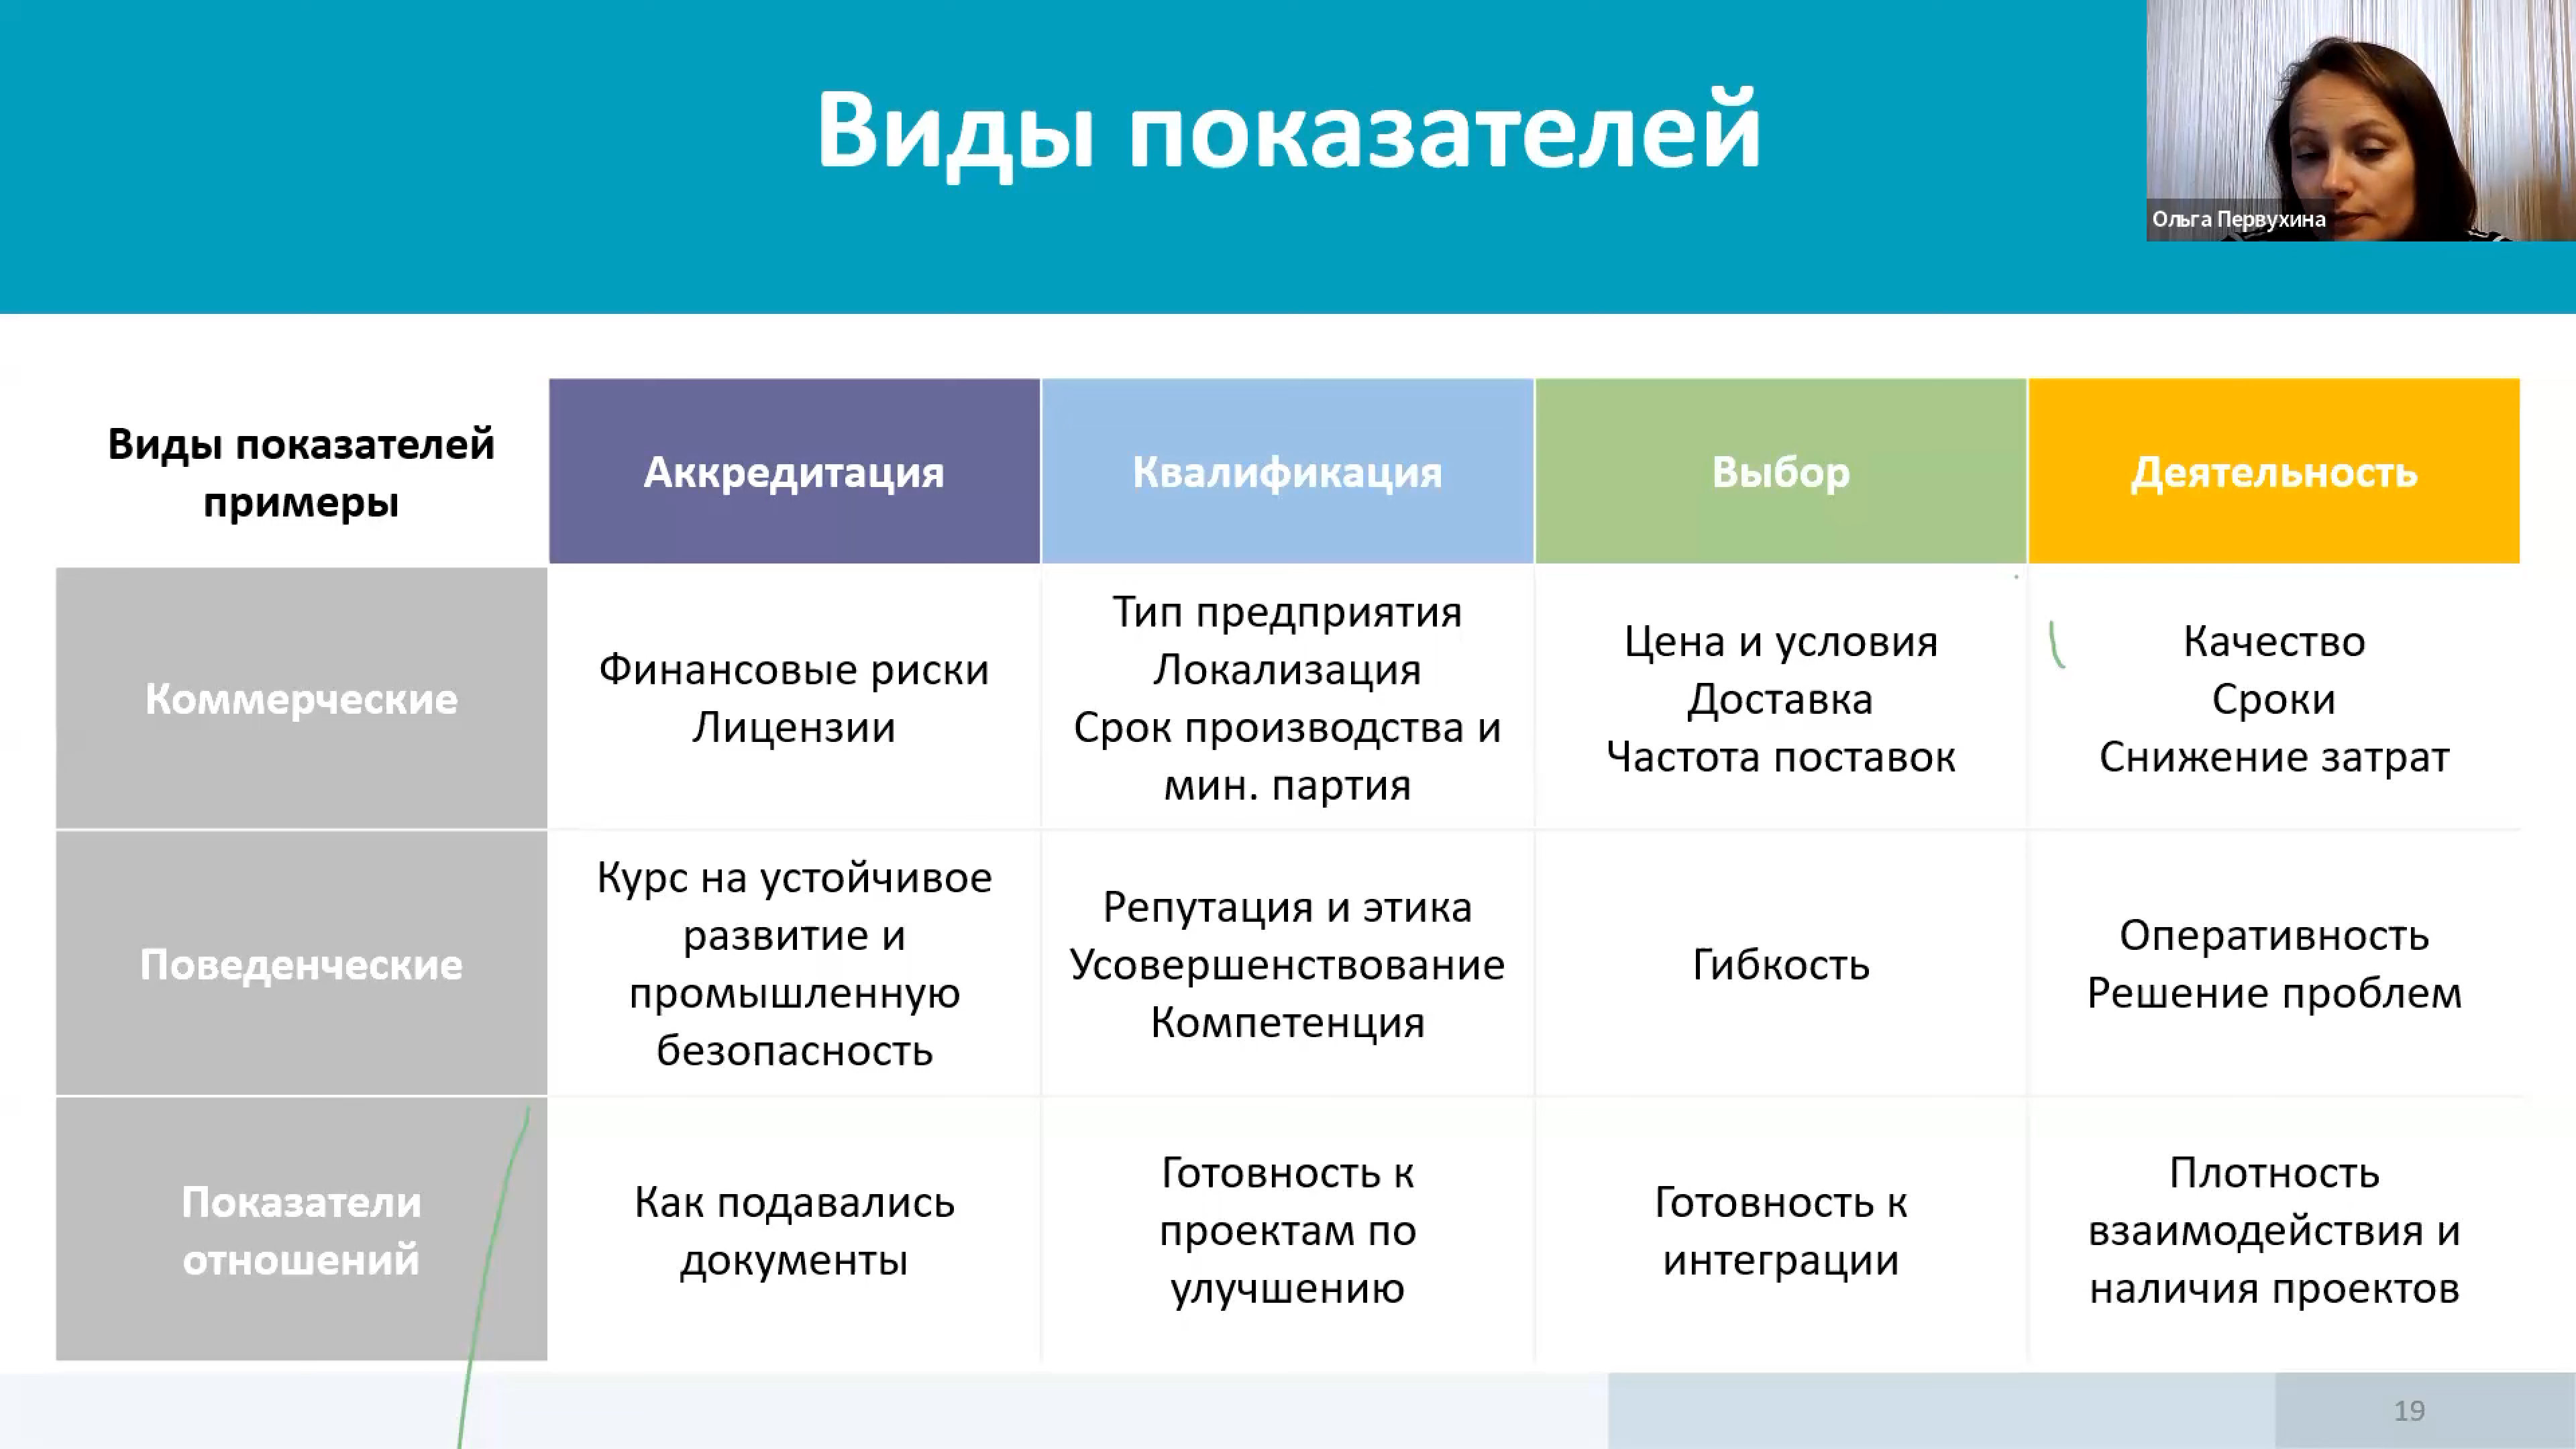 Виды показателей
Ольга Первухина
Виды показателей
примеры
Аккредитация
Квалификация
Выбор
Деятельность
Коммерческие
Финансовые риски
Лицензии
Тип предприятия
Локализация
Срок производства и
мин. партия
Цена и условия
Доставка
Частота поставок
Качество
Сроки
Снижение затрат
Поведенческие
Курс на устойчивое
развитие и
промышленную
безопасность
Репутация и этика
Усовершенствование
Компетенция
Гибкость
Оперативность
Решение проблем
Показатели
отношений
Как подавались
документы
Готовность к
проектам по
улучшению
Готовность к
интеграции
Плотность
взаимодействия и
наличия проектов
19